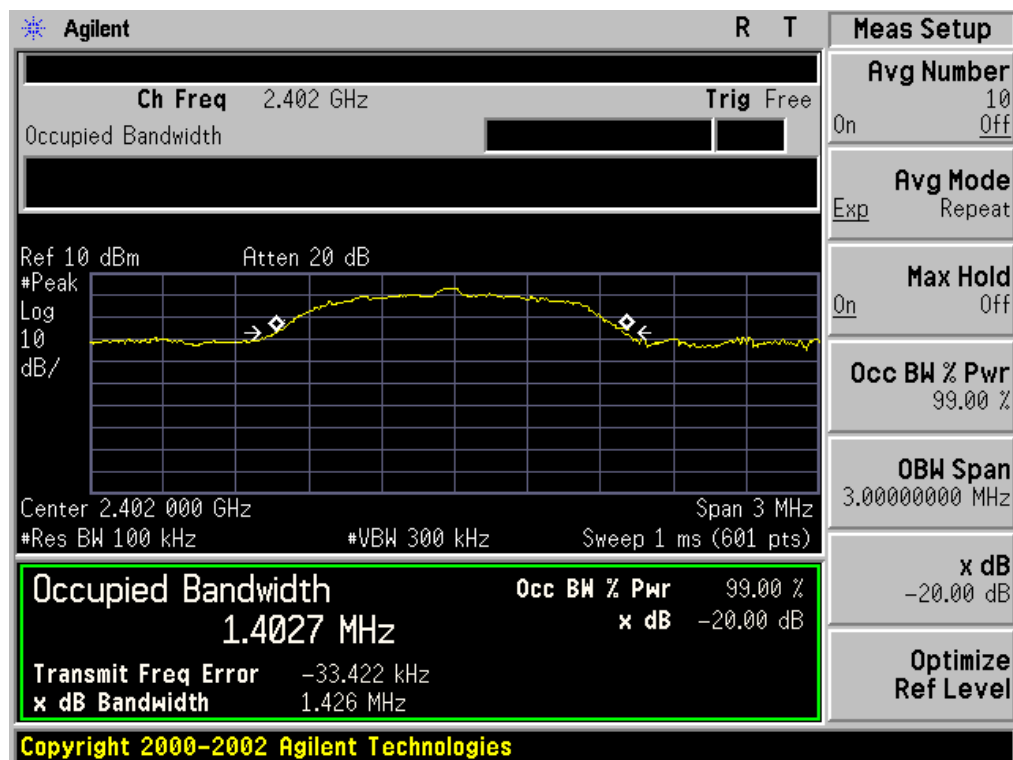 Agilent R T
Ch Freq 2.402 GHz Trig Free
Occupied Bandwidth
Ref 10 dBm Atten 20 dB
#Peak
Log
10
dB/
Center 2.402 000 GHz Span 3 MHz
#Res BW 100 kHz #VBW 300 kHz Sweep 1 ms (601 pts)
Occupied Bandwidth Occ BW % Pwr 99.00 %
1.4027 MHz x dB -20.00 dB
Transmit Freq Error -33.422 kHz
x dB Bandwidth 1.426 MHz
Copyright 2000-2002 Agilent Technologies
Meas Setup
Avg Number
10
On Off
Avg Mode
Exp Repeat
Max Hold
On Off
Occ BW % Pwr
99.00 %
OBW Span
3.00000000 MHz
x dB
-20.00 dB
Optimize
Ref Level